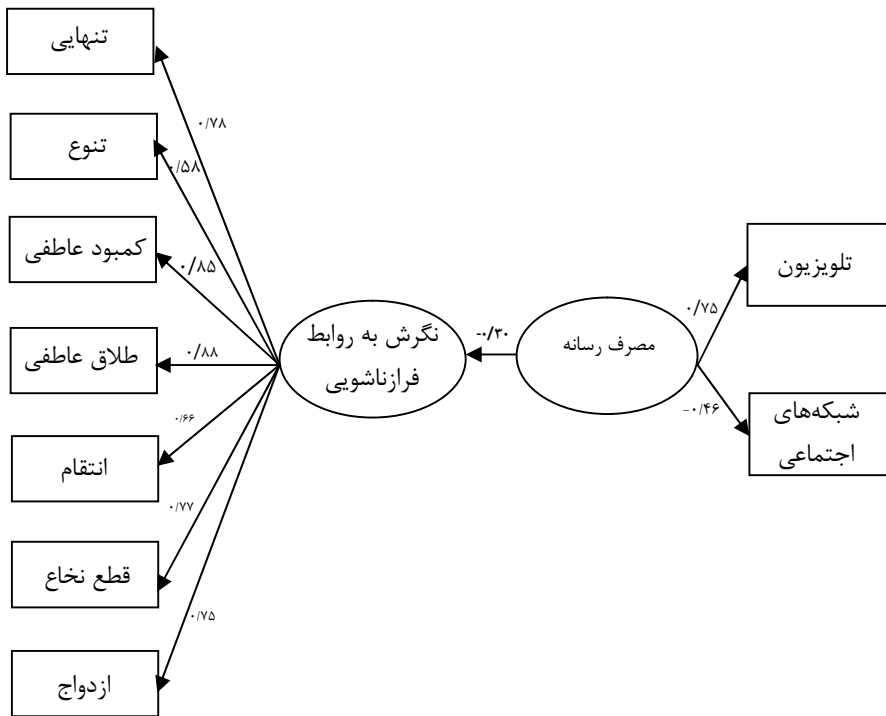 تنهایی
۰/۷۸
تنوع
۰/۵۸
کمبود عاطفی
۰/۸۵
طلاق عاطفی
۰/۸۸
انتقام
۰/۶۶
قطع نخاع
۰/۷۷
ازدواج
۰/۷۵
نگرش به روابط
فرازناشویی
-۰/۳۰
مصرف رسانه
۰/۷۵
تلویزیون
-۰/۴۶
شبکه‌های
اجتماعی